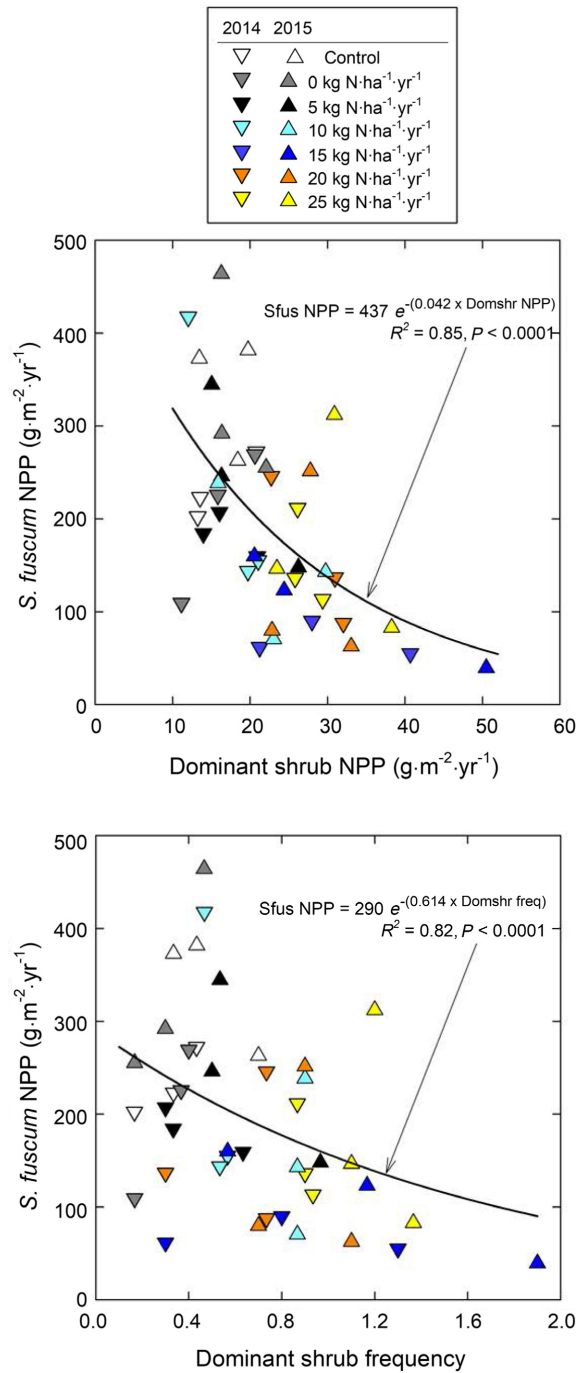 2014 2015
Control
0 kg N·ha⁻¹·yr⁻¹
5 kg N·ha⁻¹·yr⁻¹
10 kg N·ha⁻¹·yr⁻¹
15 kg N·ha⁻¹·yr⁻¹
20 kg N·ha⁻¹·yr⁻¹
25 kg N·ha⁻¹·yr⁻¹
500
400
300
200
100
0
S. fuscum NPP (g·m⁻²·yr⁻¹)
Sfus NPP = 437 e^-(0.042 x Domshr NPP)
R² = 0.85, P < 0.0001
0 10 20 30 40 50 60
Dominant shrub NPP (g·m⁻²·yr⁻¹)
500
400
300
200
100
0
S. fuscum NPP (g·m⁻²·yr⁻¹)
Sfus NPP = 290 e^-(0.614 x Domshr freq)
R² = 0.82, P < 0.0001
0.0 0.4 0.8 1.2 1.6 2.0
Dominant shrub frequency